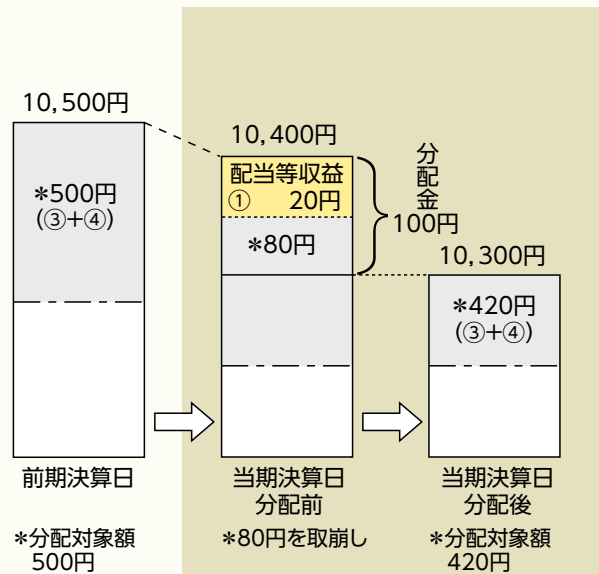 10,500円
*500円
(③+④)
前期決算日
*分配対象額
500円
10,400円
配当等収益
① 20円
*80円
分配金
100円
当期決算日
分配前
*80円を取崩し
10,300円
*420円
(③+④)
当期決算日
分配後
*分配対象額
420円